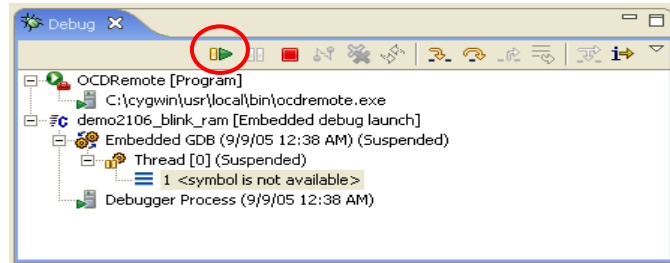 Debug
OCDRemote [Program]
C:\cygwin\usr\local\bin\ocdremote.exe
demo2106_blink_ram [Embedded debug launch]
Embedded GDB (9/9/05 12:38 AM) (Suspended)
Thread [0] (Suspended)
1 <symbol is not available>
Debugger Process (9/9/05 12:38 AM)